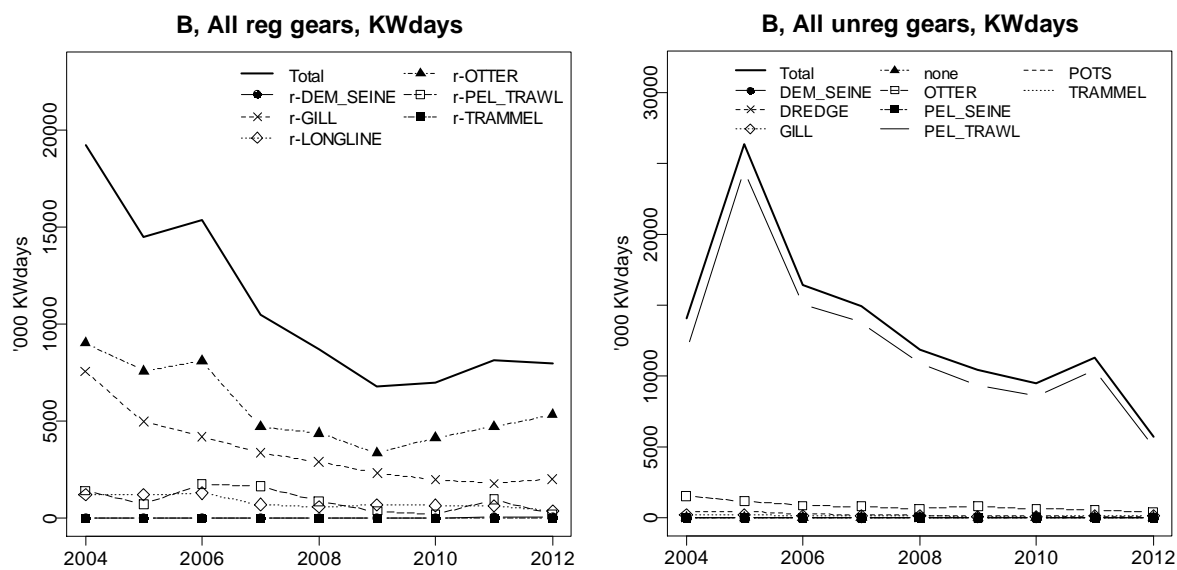 B, All reg gears, KWdays
Total
r-DEM_SEINE
r-GILL
r-LONGLINE
r-OTTER
r-PEL_TRAWL
r-TRAMMEL
'000 KWdays
20000
15000
10000
5000
0
2004 2006 2008 2010 2012
B, All unreg gears, KWdays
Total
DEM_SEINE
DREDGE
GILL
none
OTTER
PEL_SEINE
PEL_TRAWL
POTS
TRAMMEL
'000 KWdays
30000
20000
10000
5000
0
2004 2006 2008 2010 2012